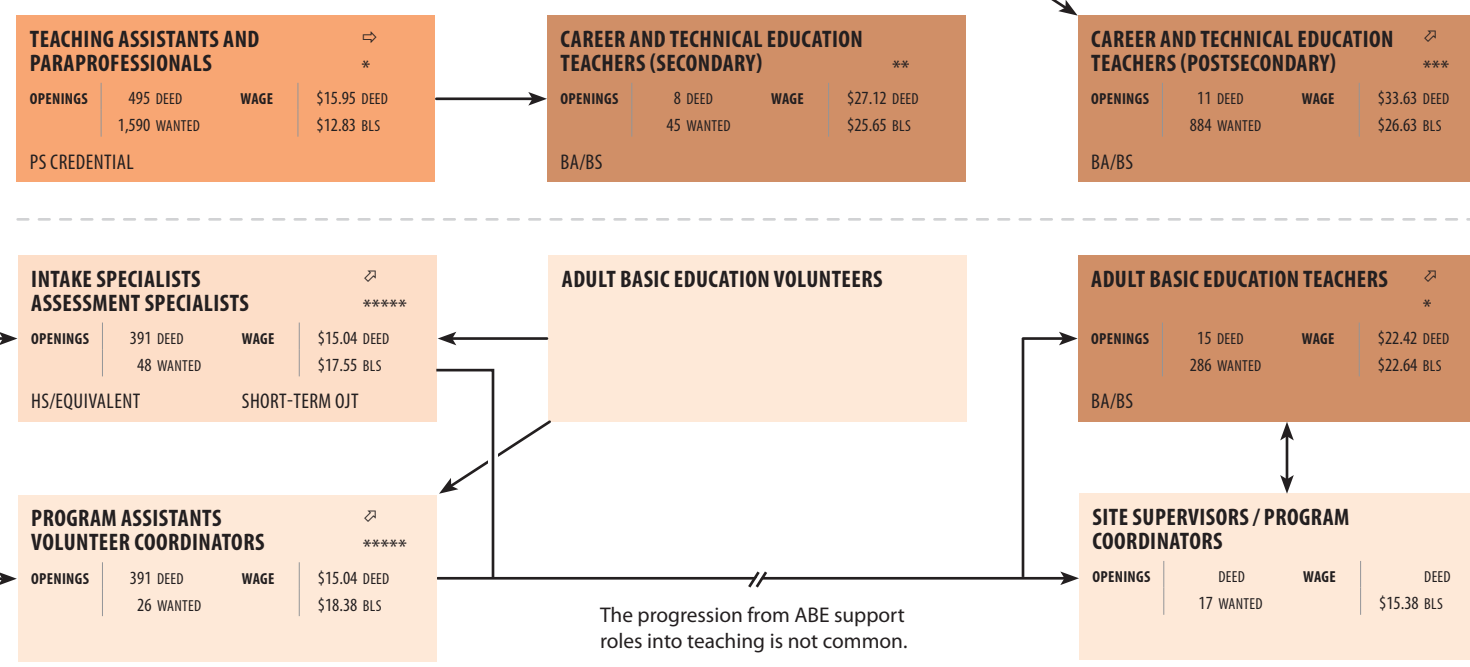 TEACHING ASSISTANTS AND ⇨
PARAPROFESSIONALS *
OPENINGS 495 DEED WAGE $15.95 DEED
1,590 WANTED $12.83 BLS
PS CREDENTIAL
CAREER AND TECHNICAL EDUCATION
TEACHERS (SECONDARY) **
OPENINGS 8 DEED WAGE $27.12 DEED
45 WANTED $25.65 BLS
BA/BS
CAREER AND TECHNICAL EDUCATION
TEACHERS (POSTSECONDARY) ***
OPENINGS 11 DEED WAGE $33.63 DEED
884 WANTED $26.63 BLS
BA/BS
INTAKE SPECIALISTS
ASSESSMENT SPECIALISTS *****
OPENINGS 391 DEED WAGE $15.04 DEED
48 WANTED $17.55 BLS
HS/EQUIVALENT SHORT-TERM OJT
ADULT BASIC EDUCATION VOLUNTEERS
ADULT BASIC EDUCATION TEACHERS
*
OPENINGS 15 DEED WAGE $22.42 DEED
286 WANTED $22.64 BLS
BA/BS
PROGRAM ASSISTANTS
VOLUNTEER COORDINATORS *****
OPENINGS 391 DEED WAGE $15.04 DEED
26 WANTED $18.38 BLS
The progression from ABE support
roles into teaching is not common.
SITE SUPERVISORS / PROGRAM
COORDINATORS
OPENINGS DEED WAGE DEED
17 WANTED $15.38 BLS